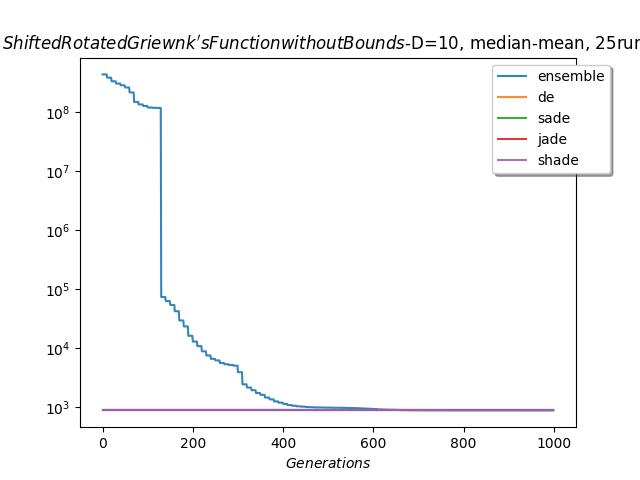 ShiftedRotatedGriewnk'sFunctionwithoutBounds-D=10, median-mean, 25run
ensemble
de
sade
jade
shade
10^8
10^7
10^6
10^5
10^4
10^3
0 200 400 600 800 1000
Generations